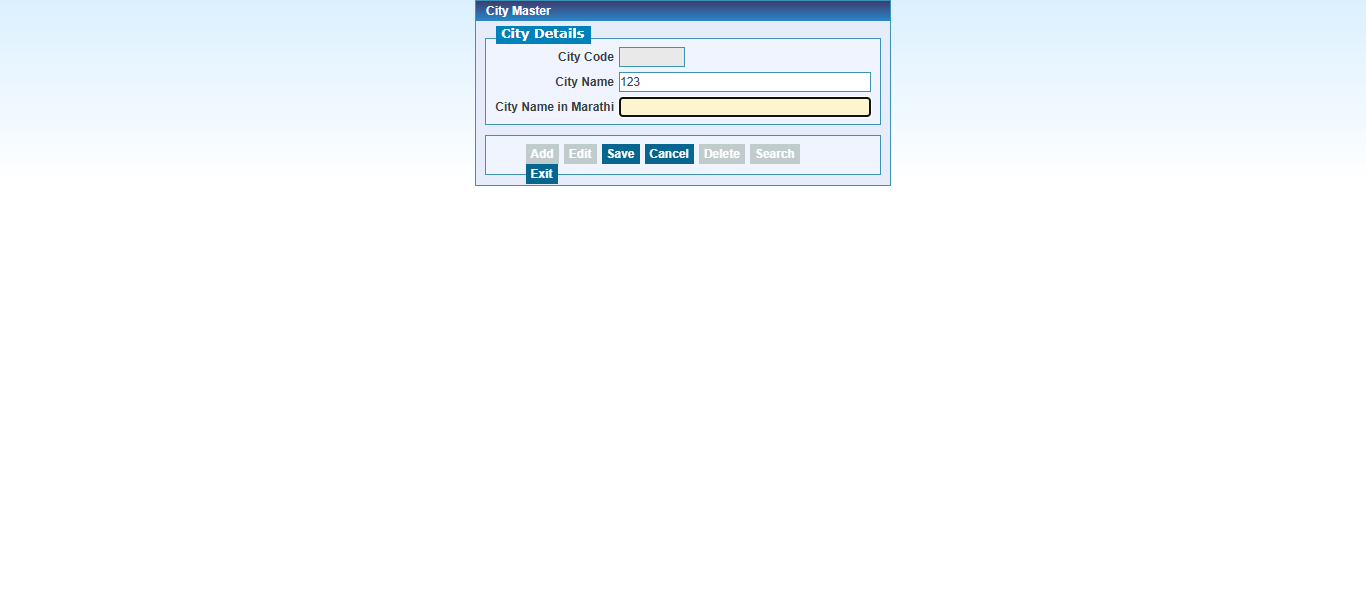 City Master
City Details
City Code
City Name 123
City Name in Marathi
Add Edit Save Cancel Delete Search
Exit